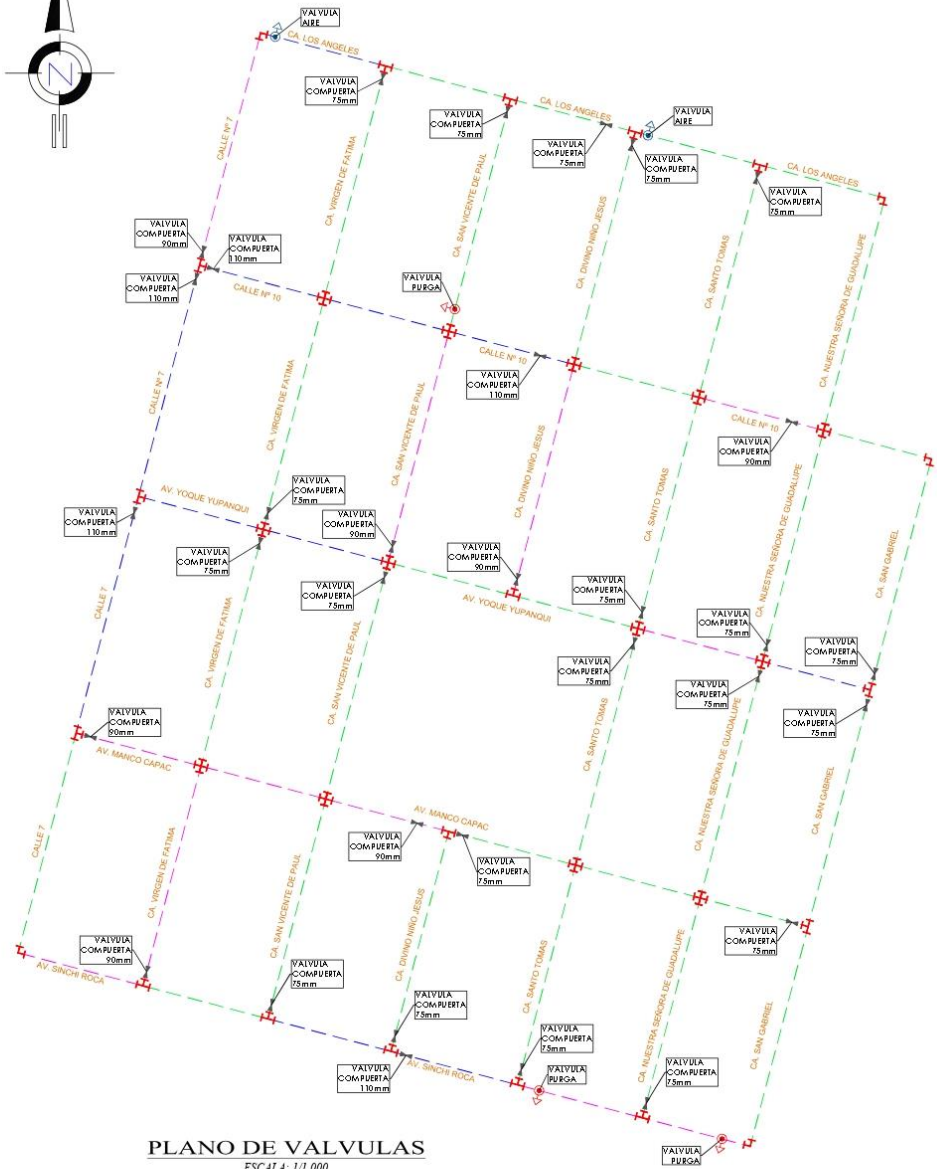 VALVULA
AIRE
CA. LOS ANGELES
VALVULA
COMPUERTA
75mm
VALVULA
COMPUERTA
75mm
CA. LOS ANGELES
VALVULA
AIRE
VALVULA
COMPUERTA
75mm
VALVULA
COMPUERTA
75mm
CA. LOS ANGELES
VALVULA
COMPUERTA
75mm
N
CALLE Nº 7
CA. VIRGEN DE FATIMA
CA. SAN VICENTE DE PAUL
CA. DIVINO NIÑO JESUS
CA. SANTO TOMAS
CA. NUESTRA SEÑORA DE GUADALUPE
VALVULA
COMPUERTA
90mm
VALVULA
COMPUERTA
110mm
VALVULA
COMPUERTA
110mm
CALLE Nº 10
VALVULA
PURGA
CALLE Nº 10
VALVULA
COMPUERTA
110mm
CALLE Nº 10
VALVULA
COMPUERTA
90mm
CALLE Nº 7
CA. VIRGEN DE FATIMA
CA. SAN VICENTE DE PAUL
CA. DIVINO NIÑO JESUS
CA. SANTO TOMAS
CA. NUESTRA SEÑORA DE GUADALUPE
CA. SAN GABRIEL
AV. YOQUE YUPANQUI
VALVULA
COMPUERTA
75mm
VALVULA
COMPUERTA
110mm
VALVULA
COMPUERTA
90mm
VALVULA
COMPUERTA
75mm
VALVULA
COMPUERTA
90mm
VALVULA
COMPUERTA
75mm
AV. YOQUE YUPANQUI
VALVULA
COMPUERTA
75mm
VALVULA
COMPUERTA
75mm
VALVULA
COMPUERTA
75mm
VALVULA
COMPUERTA
75mm
VALVULA
COMPUERTA
75mm
VALVULA
COMPUERTA
75mm
CALLE 7
CA. VIRGEN DE FATIMA
CA. SAN VICENTE DE PAUL
CA. SANTO TOMAS
CA. NUESTRA SEÑORA DE GUADALUPE
CA. SAN GABRIEL
VALVULA
COMPUERTA
90mm
AV. MANCO CAPAC
AV. MANCO CAPAC
VALVULA
COMPUERTA
90mm
VALVULA
COMPUERTA
75mm
VALVULA
COMPUERTA
75mm
CALLE 7
CA. VIRGEN DE FATIMA
CA. SAN VICENTE DE PAUL
CA. DIVINO NIÑO JESUS
CA. SANTO TOMAS
CA. NUESTRA SEÑORA DE GUADALUPE
CA. SAN GABRIEL
VALVULA
COMPUERTA
90mm
AV. SINCHI ROCA
VALVULA
COMPUERTA
75mm
VALVULA
COMPUERTA
75mm
VALVULA
COMPUERTA
110mm
AV. SINCHI ROCA
VALVULA
COMPUERTA
75mm
VALVULA
PURGA
VALVULA
COMPUERTA
75mm
VALVULA
PURGA
PLANO DE VALVULAS
ESCALA: 1/1,000